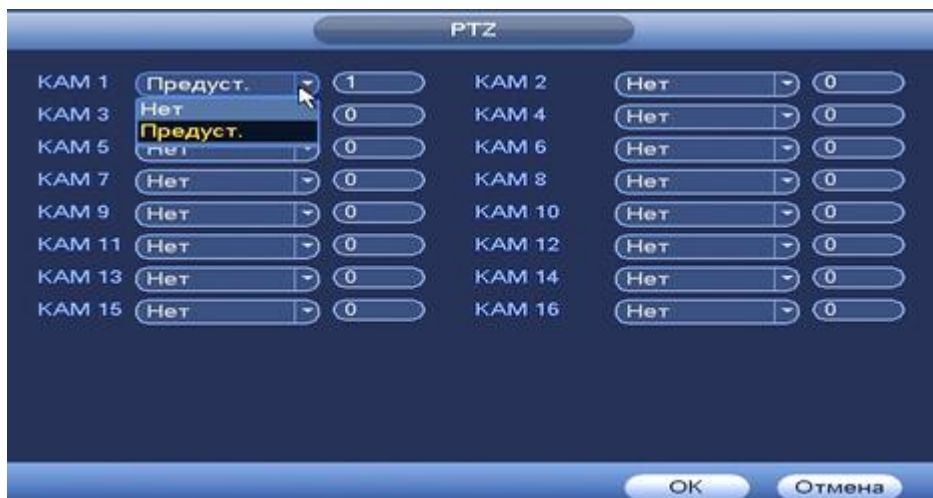 PTZ
КАМ 1 Предуст. 1 КАМ 2 Нет 0
КАМ 3 Нет 0 КАМ 4 Нет 0
Предуст.
КАМ 5 Нет 0 КАМ 6 Нет 0
КАМ 7 Нет 0 КАМ 8 Нет 0
КАМ 9 Нет 0 КАМ 10 Нет 0
КАМ 11 Нет 0 КАМ 12 Нет 0
КАМ 13 Нет 0 КАМ 14 Нет 0
КАМ 15 Нет 0 КАМ 16 Нет 0
ОК Отмена